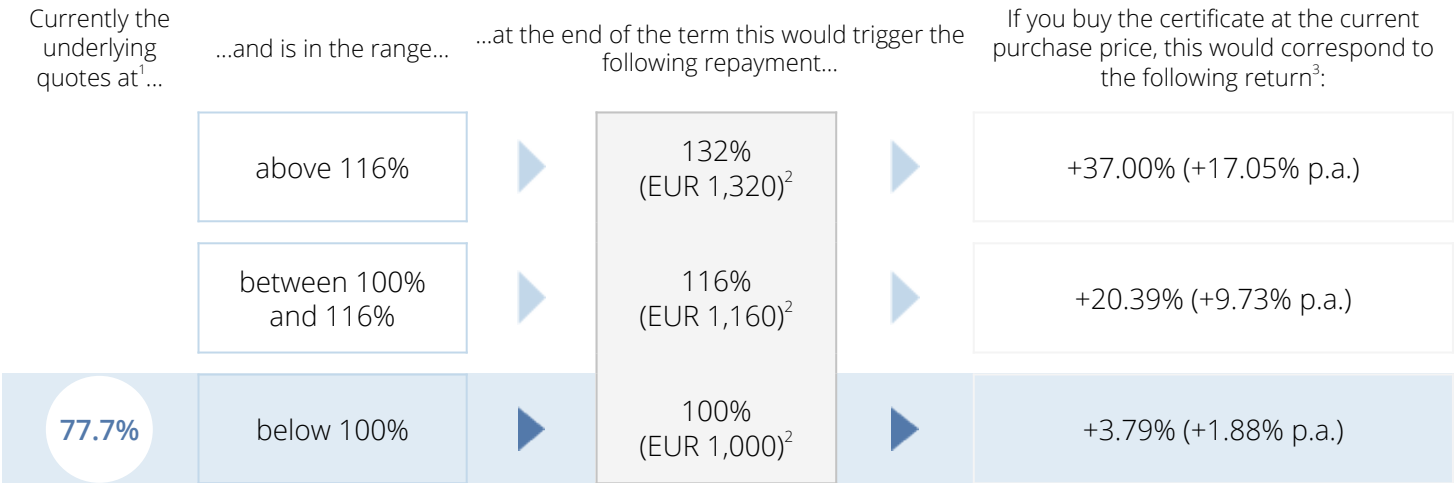 Currently the
underlying
quotes at¹...
...and is in the range...
...at the end of the term this would trigger the
following repayment...
If you buy the certificate at the current
purchase price, this would correspond to
the following return³:
above 116%
132%
(EUR 1,320)²
+37.00% (+17.05% p.a.)
between 100%
and 116%
116%
(EUR 1,160)²
+20.39% (+9.73% p.a.)
77.7%
below 100%
100%
(EUR 1,000)²
+3.79% (+1.88% p.a.)